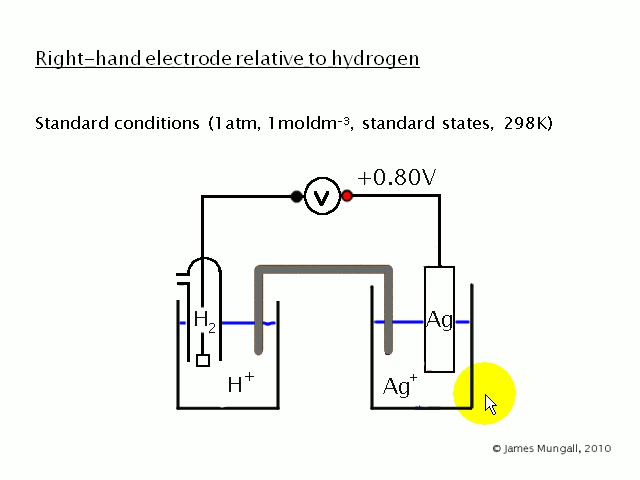 Right-hand electrode relative to hydrogen
Standard conditions (1atm, 1moldm⁻³, standard states, 298K)
+0.80V
V
H₂
Ag
H⁺
Ag⁺
© James Mungall, 2010